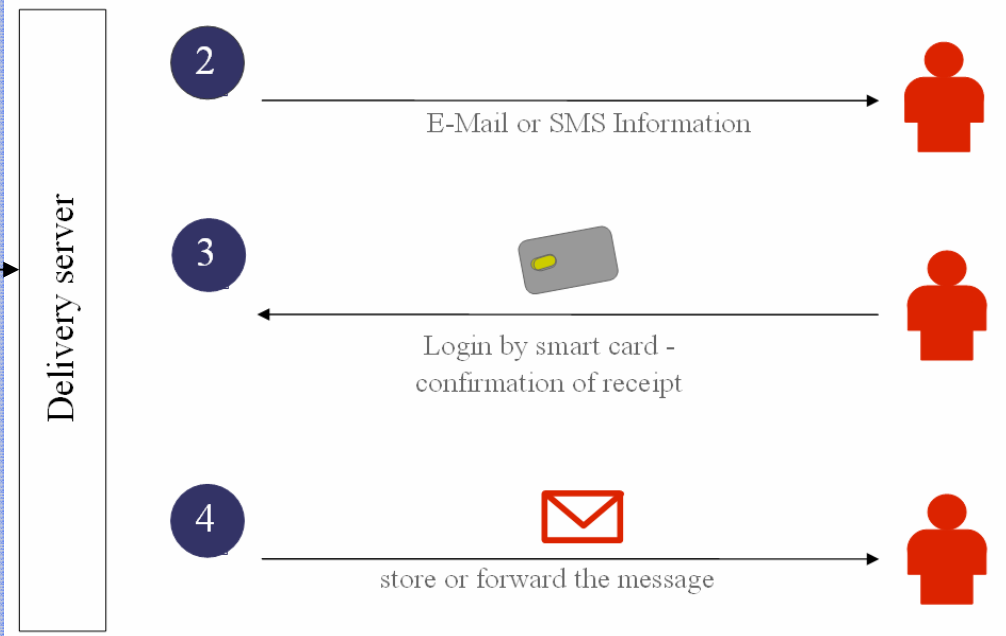 Delivery server
2
E-Mail or SMS Information
3
Login by smart card -
confirmation of receipt
4
store or forward the message